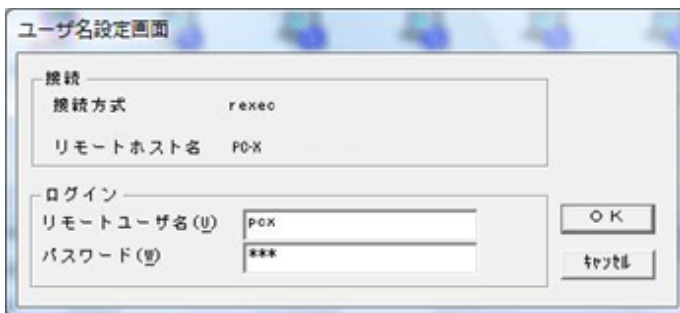 ユーザ名設定画面
接続
接続方式 rexec
リモートホスト名 PC-X
ログイン
リモートユーザ名(U) pcx
パスワード(W) ***
OK
ｷｬﾝｾﾙ